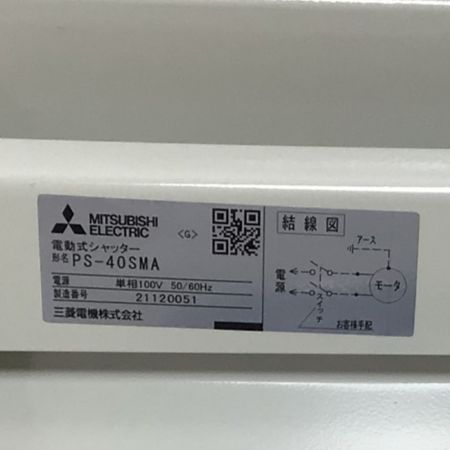 MITSUBISHI
ELECTRIC
<G>
電動式シャッター
形名 PS-40SMA
電源 単相100V 50/60Hz
製造番号 21120051
三菱電機株式会社
結線図
アース
電源
モータ
スイッチ
お客様手配